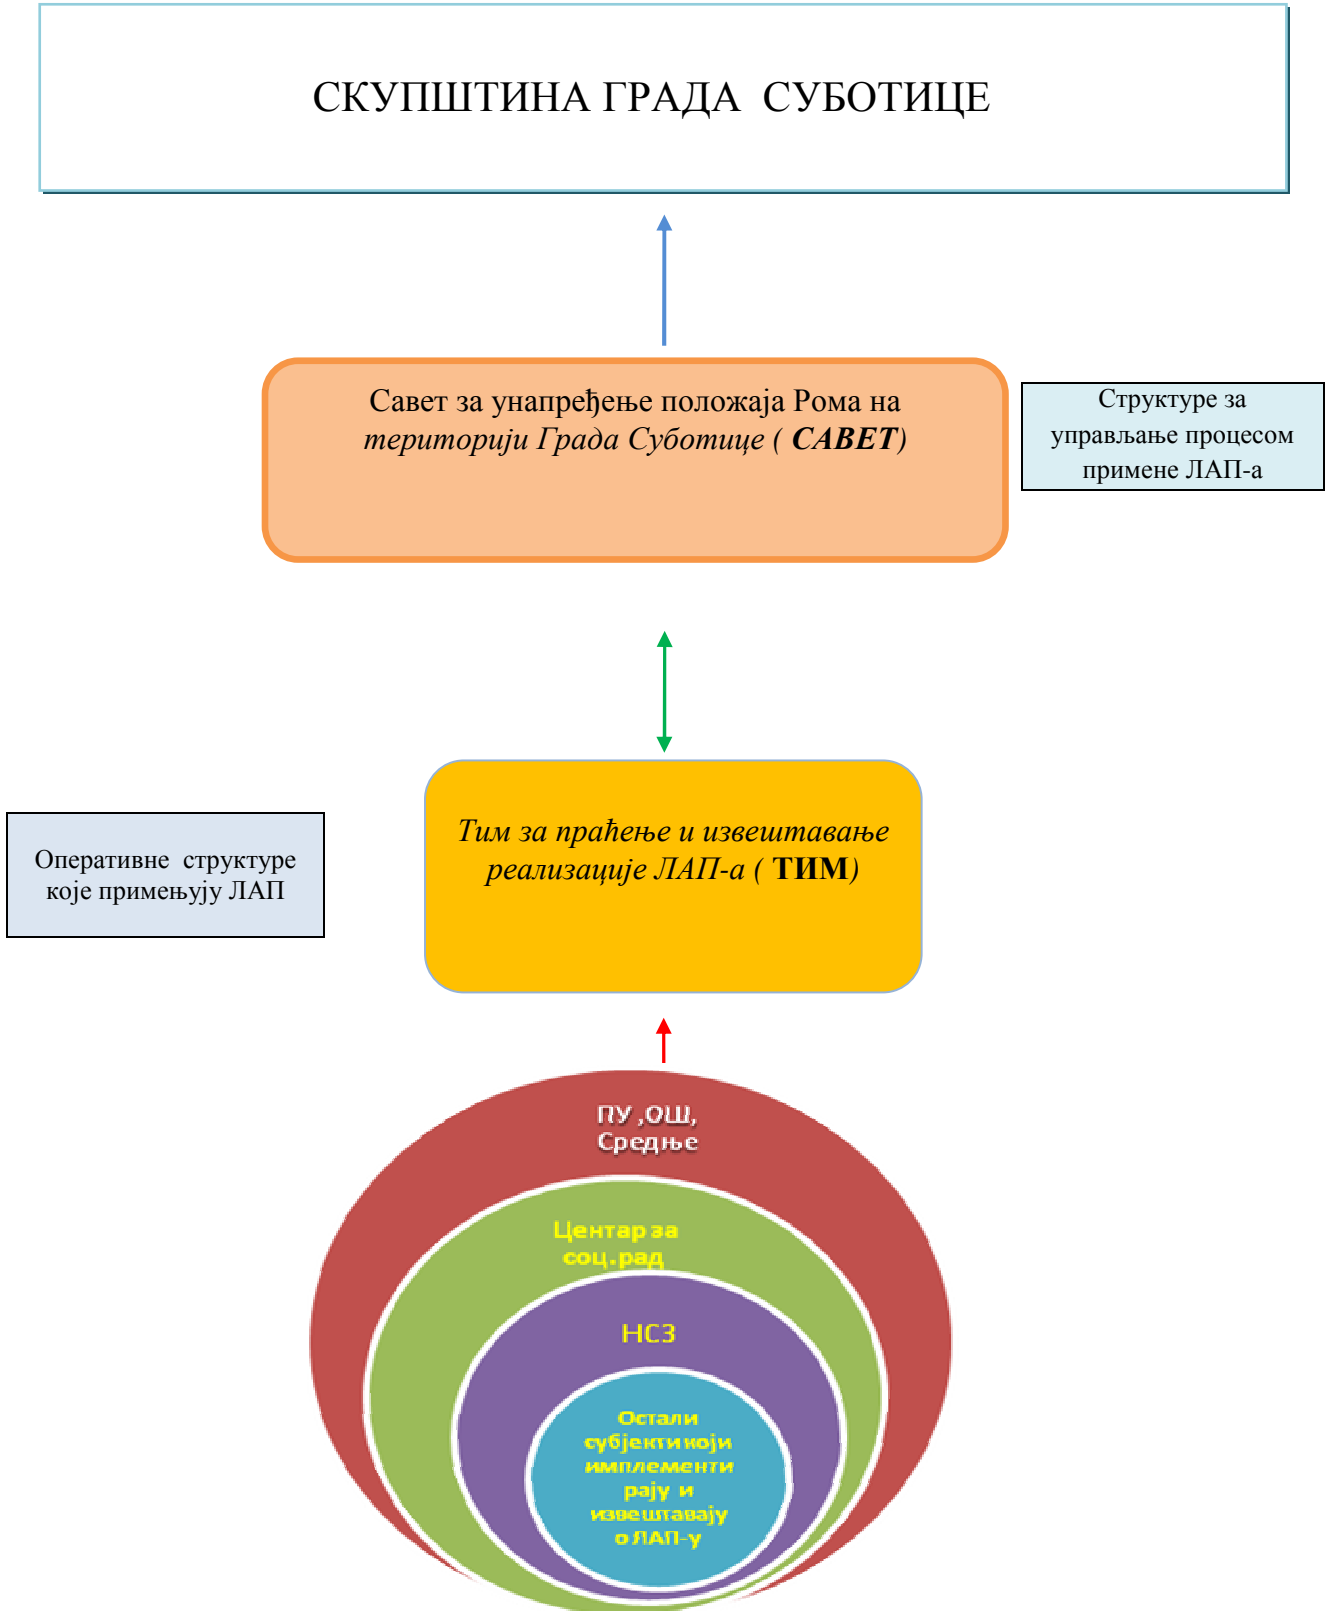 СКУПШТИНА ГРАДА СУБОТИЦЕ
Савет за унапређење положаја Рома на
територији Града Суботице ( САВЕТ)
Структуре за
управљање процесом
примене ЛАП-а
Тим за праћење и извештавање
реализације ЛАП-а ( ТИМ)
Оперативне структуре
које примењују ЛАП
ПУ ,ОШ,
Средње
Центар за
соц.рад
НСЗ
Остали
субјекти који
имплементи
рају и
извештавају
о ЛАП-у